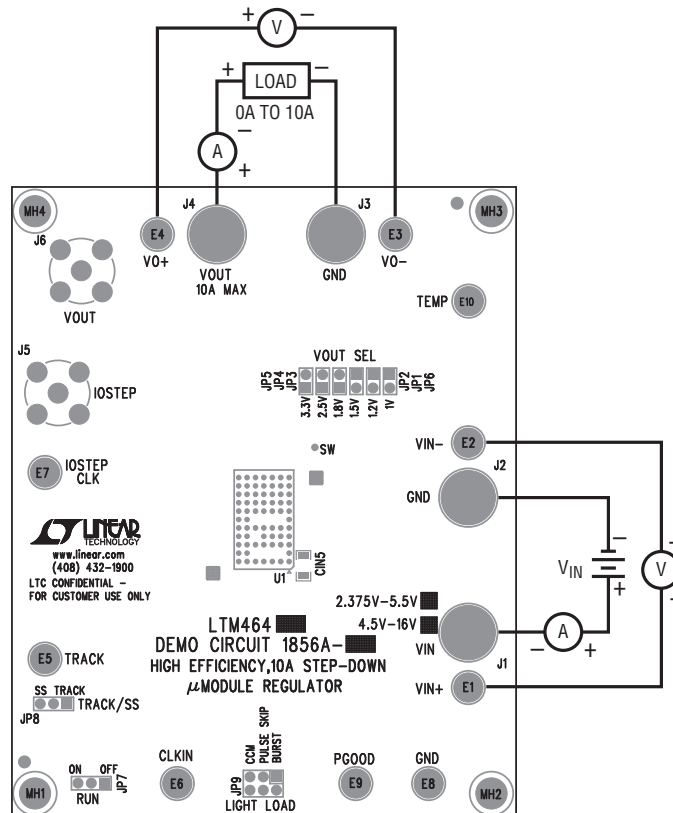 + V −
+ LOAD −
0A TO 10A
−
A
+
MH4
J4
J3
MH3
J6
E4
E3
VO+
VOUT
10A MAX
GND
VO-
TEMP E10
VOUT
J5
IOSTEP
VOUT SEL
JP5
JP4
JP3
JP2
JP1
JP6
3.3V
2.5V
1.8V
1.5V
1.2V
1V
SW
VIN- E2
J2
GND
E7 IOSTEP
CLK
LINEAR
TECHNOLOGY
www.linear.com
(408) 432-1900
LTC CONFIDENTIAL -
FOR CUSTOMER USE ONLY
U1
CIN5
−
VIN
+
−
V
+
2.375V-5.5V
4.5V-16V
VIN
J1
− A +
LTM464
DEMO CIRCUIT 1856A-
HIGH EFFICIENCY,10A STEP-DOWN
µMODULE REGULATOR
VIN+ E1
E5 TRACK
SS TRACK
TRACK/SS
JP8
ON OFF
JP7
RUN
MH1
CLKIN
E6
CCM
PULSE SKIP
BURST
JP9
LIGHT LOAD
PGOOD
E9
GND
E8
MH2